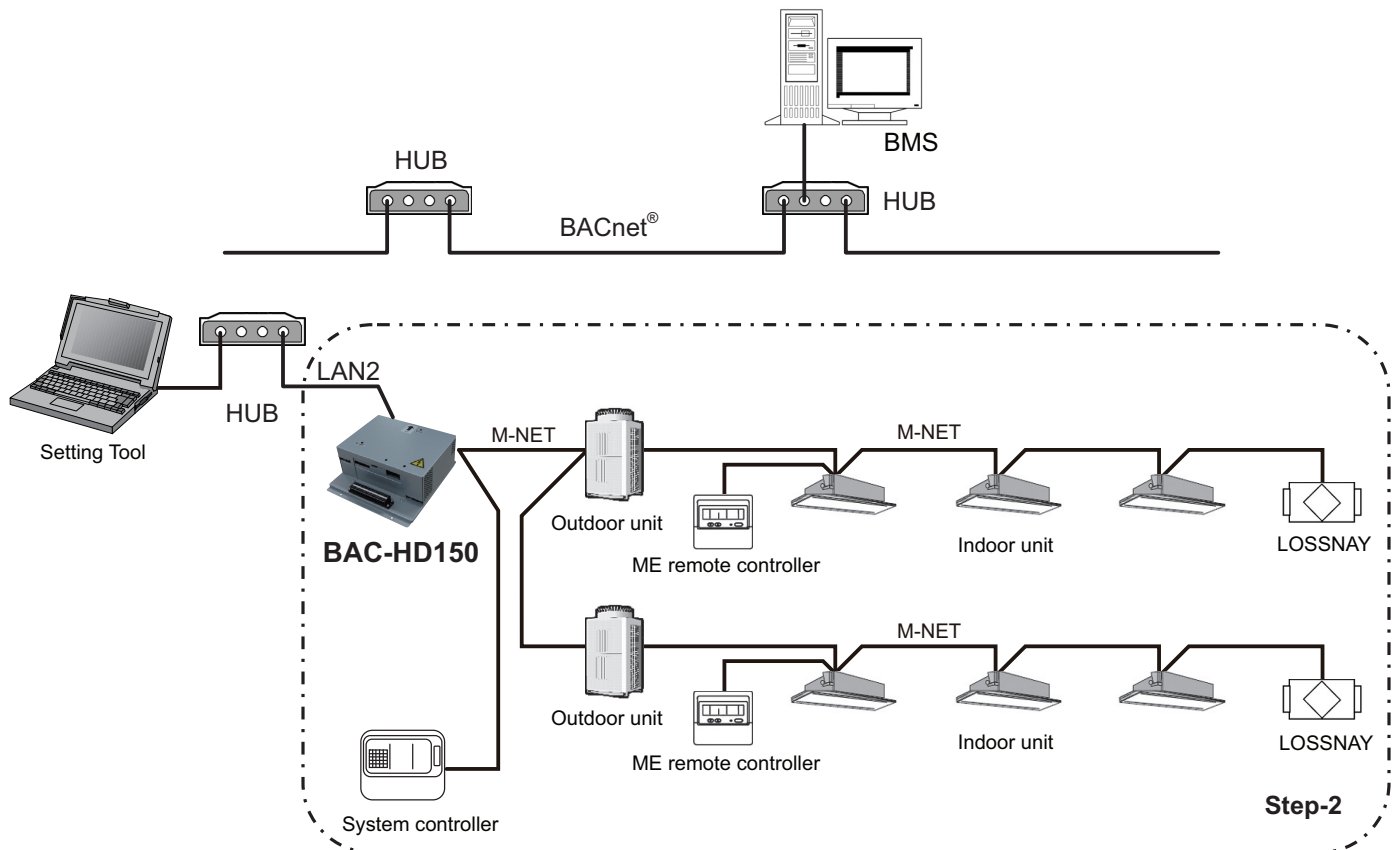 BMS
HUB
HUB
BACnet®
LAN2
HUB
Setting Tool
M-NET
M-NET
BAC-HD150
Outdoor unit
ME remote controller
Indoor unit
LOSSNAY
M-NET
Outdoor unit
ME remote controller
Indoor unit
LOSSNAY
System controller
Step-2